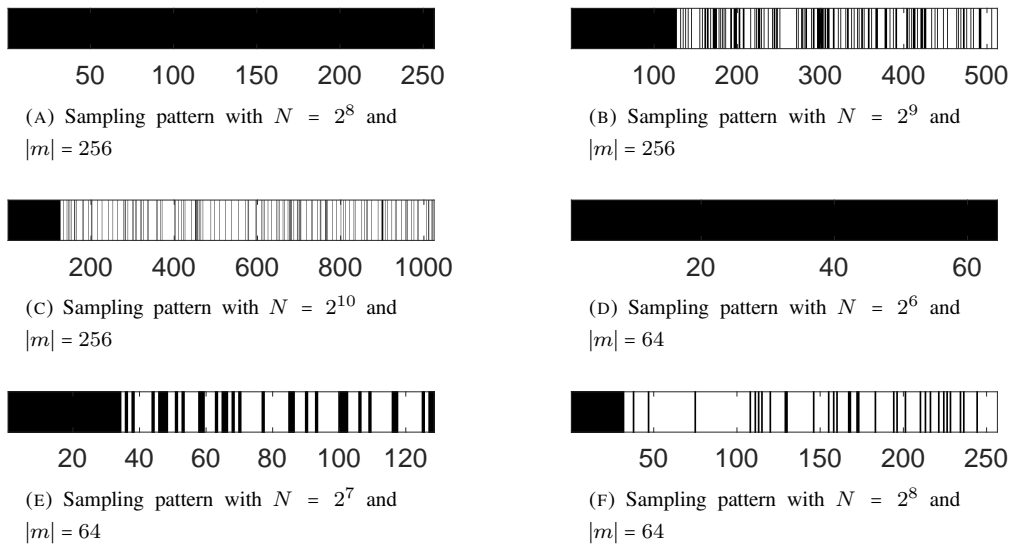 50 100 150 200 250
(A) Sampling pattern with N = 2^8 and
|m| = 256
100 200 300 400 500
(B) Sampling pattern with N = 2^9 and
|m| = 256
200 400 600 800 1000
(C) Sampling pattern with N = 2^10 and
|m| = 256
20 40 60
(D) Sampling pattern with N = 2^6 and
|m| = 64
20 40 60 80 100 120
(E) Sampling pattern with N = 2^7 and
|m| = 64
50 100 150 200 250
(F) Sampling pattern with N = 2^8 and
|m| = 64